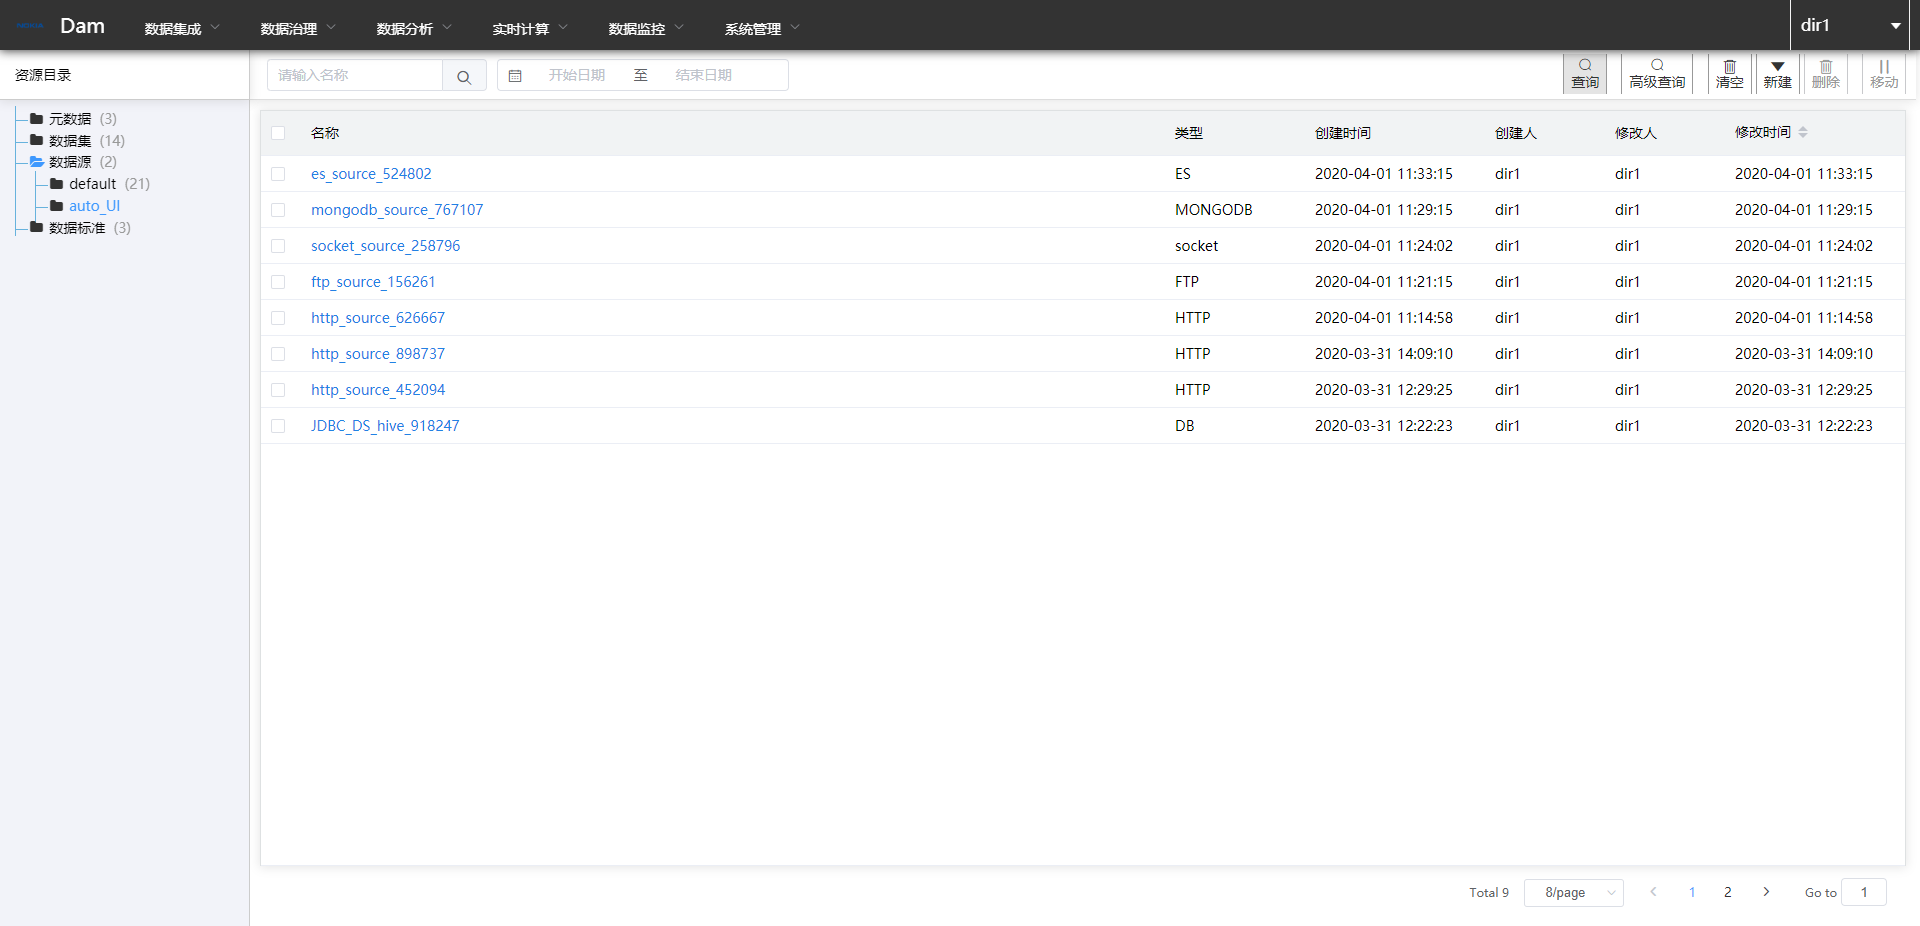 Dam 数据集成 数据治理 数据分析 实时计算 数据监控 系统管理 dir1
资源目录
请输入名称 开始日期 至 结束日期 查询 高级查询 清空 新建 删除 移动
元数据 (3)
数据集 (14)
数据源 (2)
default (21)
auto_UI
数据标准 (3)
名称 类型 创建时间 创建人 修改人 修改时间
es_source_524802 ES 2020-04-01 11:33:15 dir1 dir1 2020-04-01 11:33:15
mongodb_source_767107 MONGODB 2020-04-01 11:29:15 dir1 dir1 2020-04-01 11:29:15
socket_source_258796 socket 2020-04-01 11:24:02 dir1 dir1 2020-04-01 11:24:02
ftp_source_156261 FTP 2020-04-01 11:21:15 dir1 dir1 2020-04-01 11:21:15
http_source_626667 HTTP 2020-04-01 11:14:58 dir1 dir1 2020-04-01 11:14:58
http_source_898737 HTTP 2020-03-31 14:09:10 dir1 dir1 2020-03-31 14:09:10
http_source_452094 HTTP 2020-03-31 12:29:25 dir1 dir1 2020-03-31 12:29:25
JDBC_DS_hive_918247 DB 2020-03-31 12:22:23 dir1 dir1 2020-03-31 12:22:23
Total 9 8/page 1 2 Go to 1